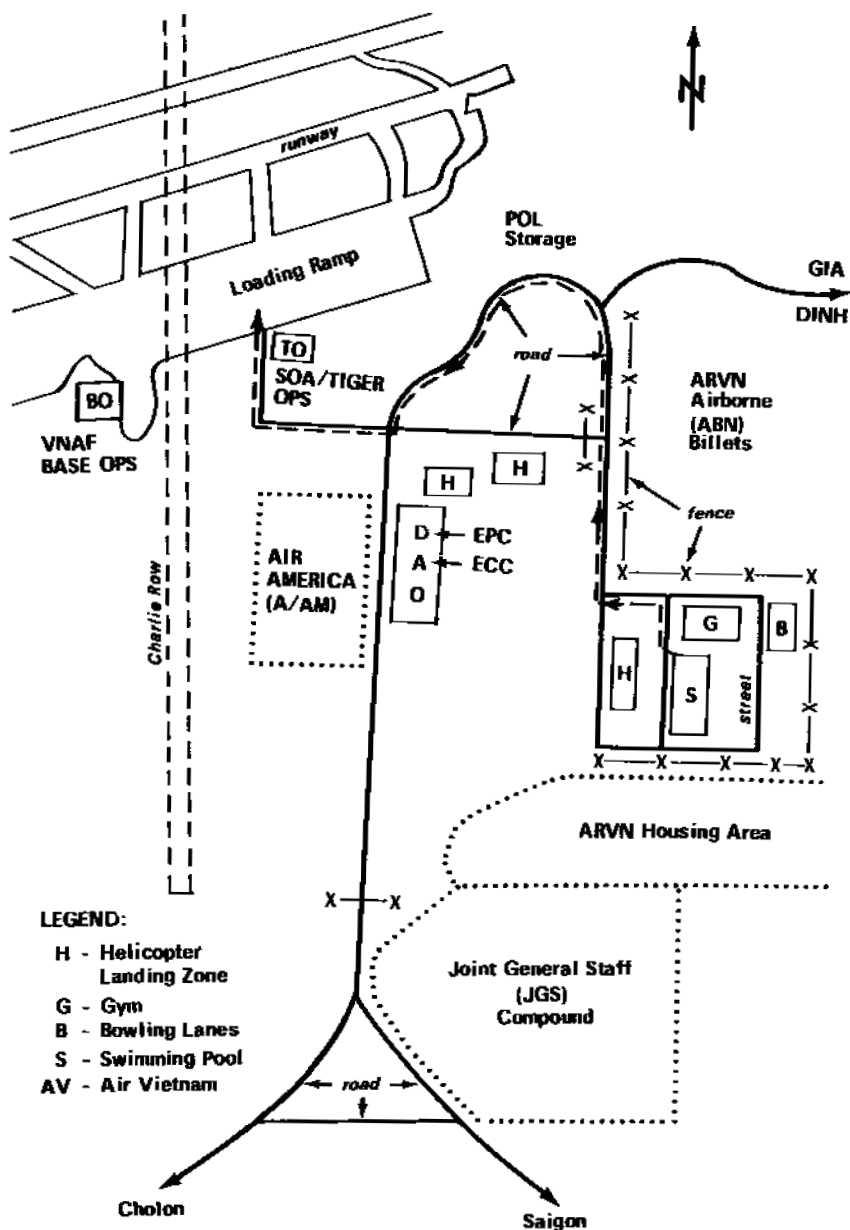 N
runway
POL
Storage
Loading Ramp
GIA
DINH
TO
SOA/TIGER
OPS
road
BO
VNAF
BASE OPS
ARVN
Airborne
(ABN)
Billets
X
X
X
X
X
X
H
H
fence
D
A
O
EPC
ECC
AIR
AMERICA
(A/AM)
Charlie Row
X
X
X
X
G
B
H
S
street
X
X
X
X
X
X
X
ARVN Housing Area
X
X
LEGEND:
H - Helicopter
Landing Zone
G - Gym
B - Bowling Lanes
S - Swimming Pool
AV - Air Vietnam
Joint General Staff
(JGS)
Compound
road
Cholon
Saigon